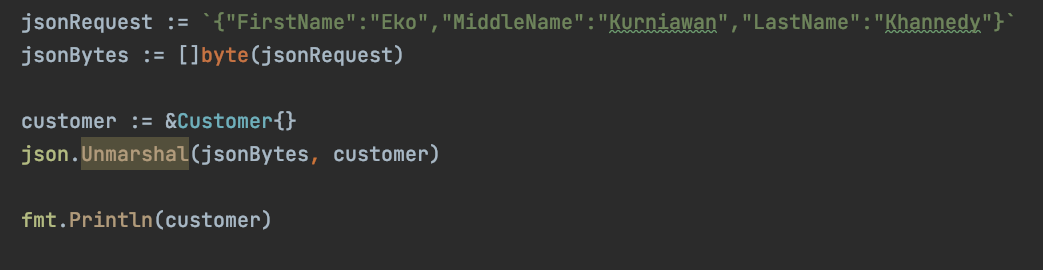 jsonRequest := `{"FirstName":"Eko","MiddleName":"Kurniawan","LastName":"Khannedy"}`
jsonBytes := []byte(jsonRequest)
customer := &Customer{}
json.Unmarshal(jsonBytes, customer)
fmt.Println(customer)